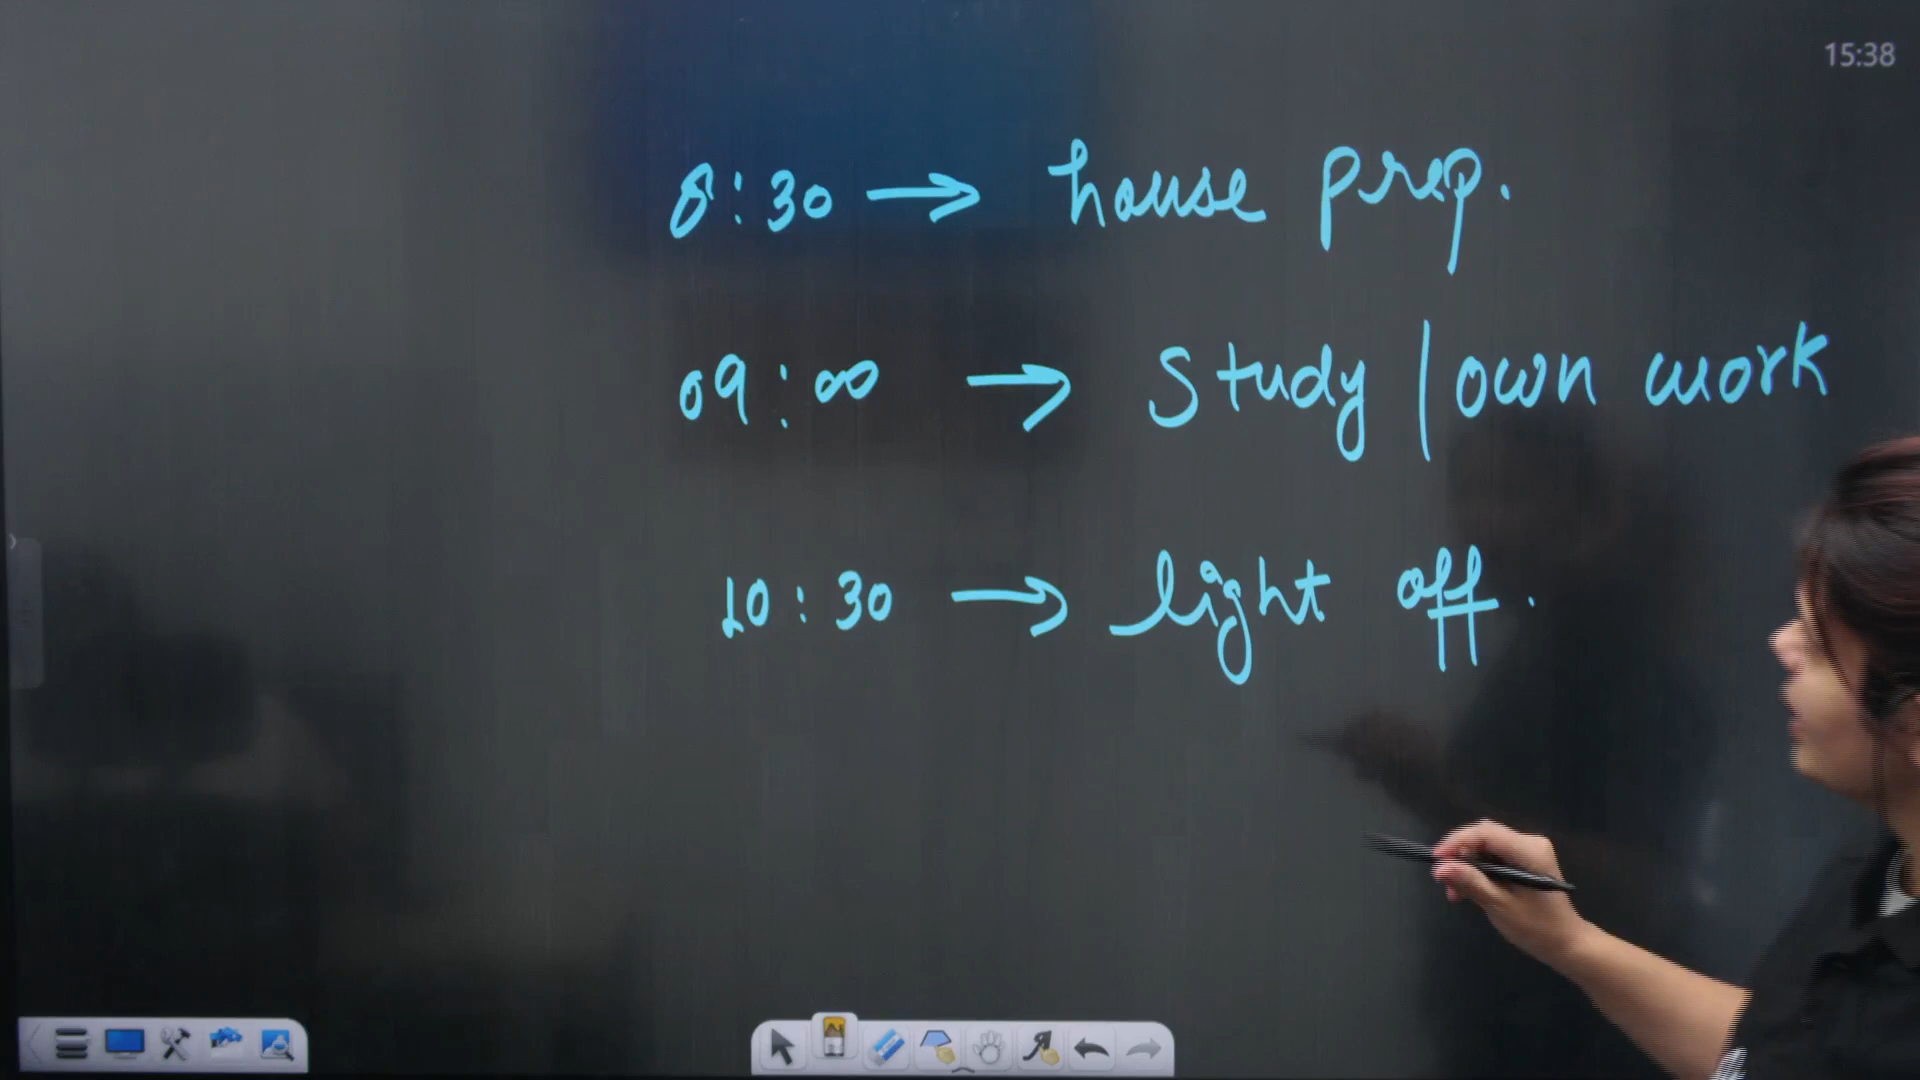 15:38
8:30 → house prep.
09:00 → Study | own work
10:30 → light off.